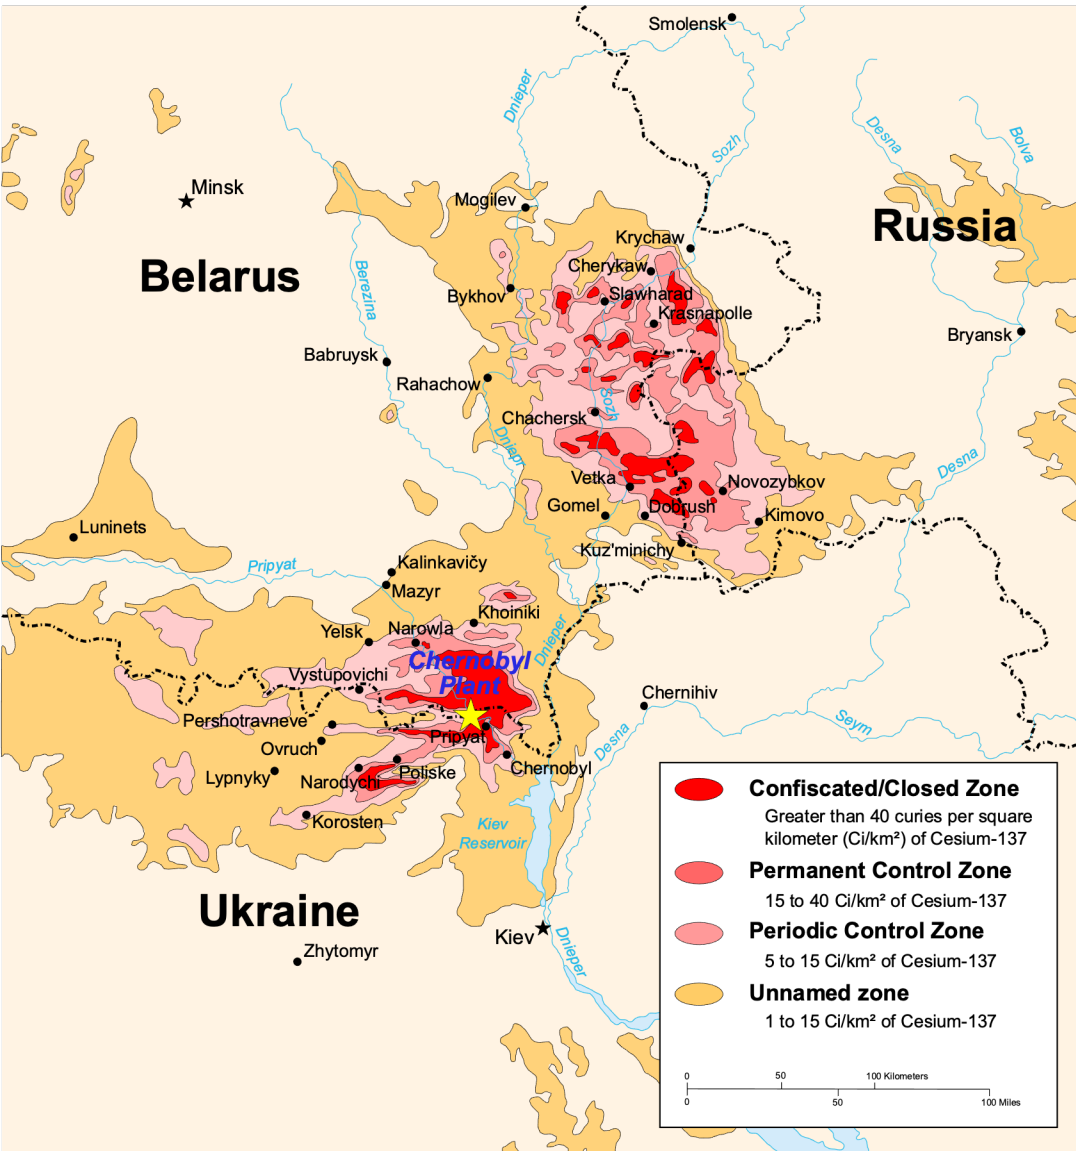 Smolensk
Dnieper
Sozh
Desna
Bolva
Minsk
Mogilev
Russia
Krychaw
Belarus
Cherykaw
Berezina
Bykhov
Slawharad
Krasnapolle
Bryansk
Babruysk
Rahachow
Sozh
Chachersk
Dniepr
Desna
Vetka
Novozybkov
Gomel
Dobrush
Kimovo
Luninets
Kuz'minichy
Pripyat
Kalinkavičy
Mazyr
Khoiniki
Yelsk
Narowla
Dnieper
Chernobyl
Plant
Vystupovichi
Chernihiv
Pershotravneve
Pripyat
Desna
Seym
Ovruch
Lypnyky
Narodychi
Poliske
Chernobyl
Korosten
Kiev
Reservoir
Ukraine
Kiev
Zhytomyr
Dnieper
Confiscated/Closed Zone
Greater than 40 curies per square
kilometer (Ci/km²) of Cesium-137
Permanent Control Zone
15 to 40 Ci/km² of Cesium-137
Periodic Control Zone
5 to 15 Ci/km² of Cesium-137
Unnamed zone
1 to 15 Ci/km² of Cesium-137
0 50 100 Kilometers
0 50 100 Miles